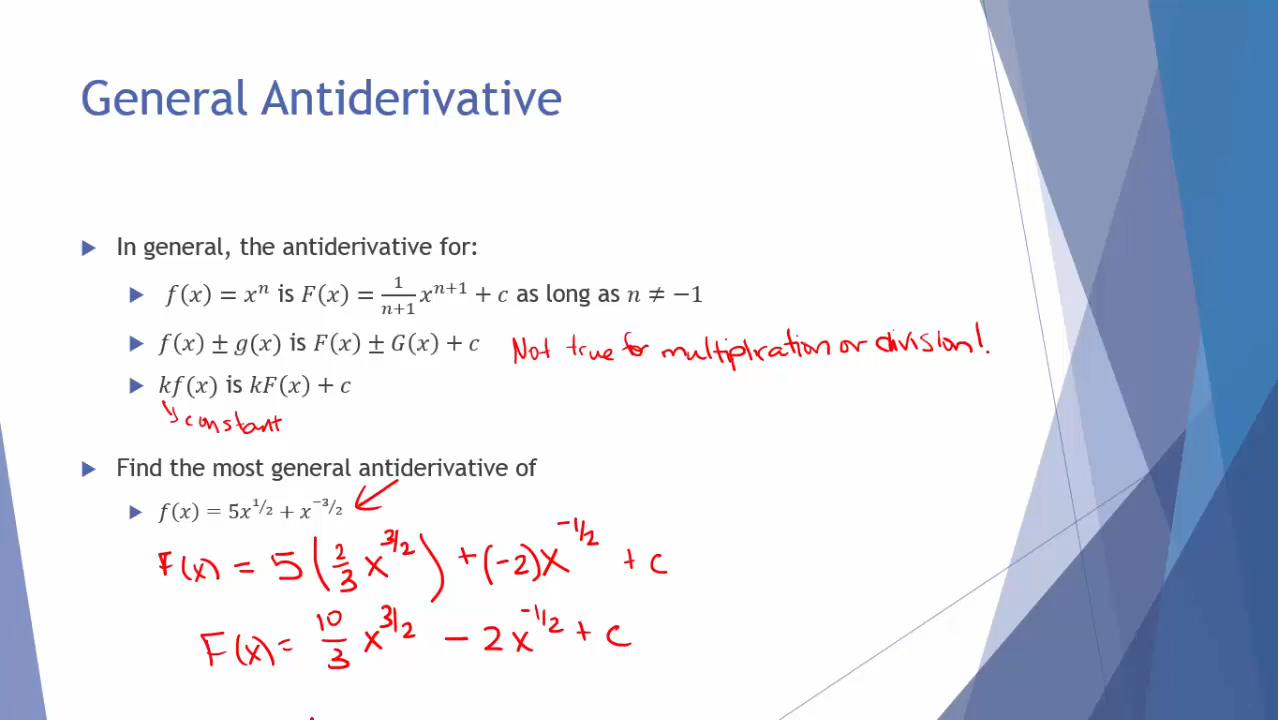 General Antiderivative
In general, the antiderivative for:
f(x) = xⁿ is F(x) = 1/(n+1) xⁿ⁺¹ + c as long as n ≠ −1
f(x) ± g(x) is F(x) ± G(x) + c Not true for multiplication or division!
kf(x) is kF(x) + c
constant
Find the most general antiderivative of
f(x) = 5x^(1/2) + x^(−3/2)
F(x) = 5(2/3 x^(3/2)) + (-2)x^(-1/2) + c
F(x) = 10/3 x^(3/2) - 2x^(-1/2) + c